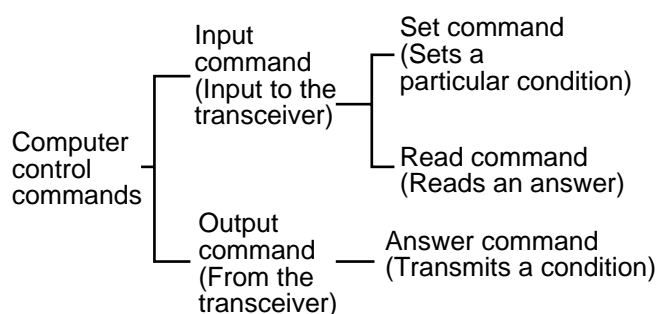 Computer
control
commands
Input
command
(Input to the
transceiver)
Set command
(Sets a
particular condition)
Read command
(Reads an answer)
Output
command
(From the
transceiver)
Answer command
(Transmits a condition)